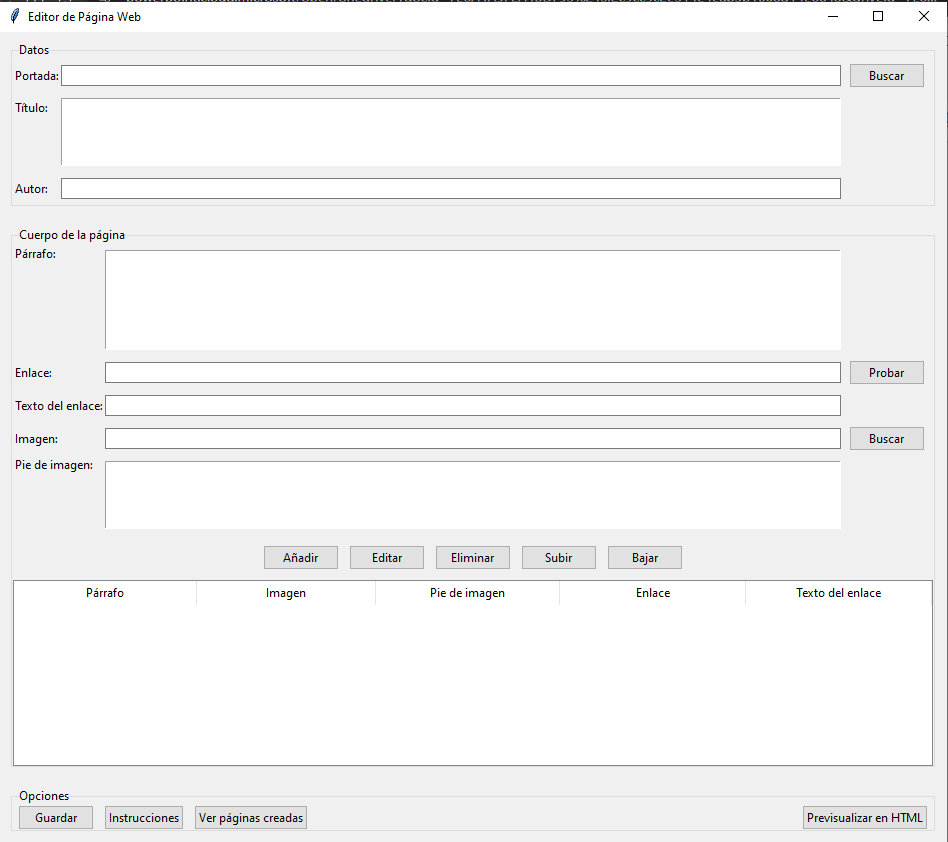 Editor de Página Web
Datos
Portada:
Buscar
Título:
Autor:
Cuerpo de la página
Párrafo:
Enlace:
Probar
Texto del enlace:
Imagen:
Buscar
Pie de imagen:
Añadir Editar Eliminar Subir Bajar
Párrafo Imagen Pie de imagen Enlace Texto del enlace
Opciones
Guardar Instrucciones Ver páginas creadas Previsualizar en HTML